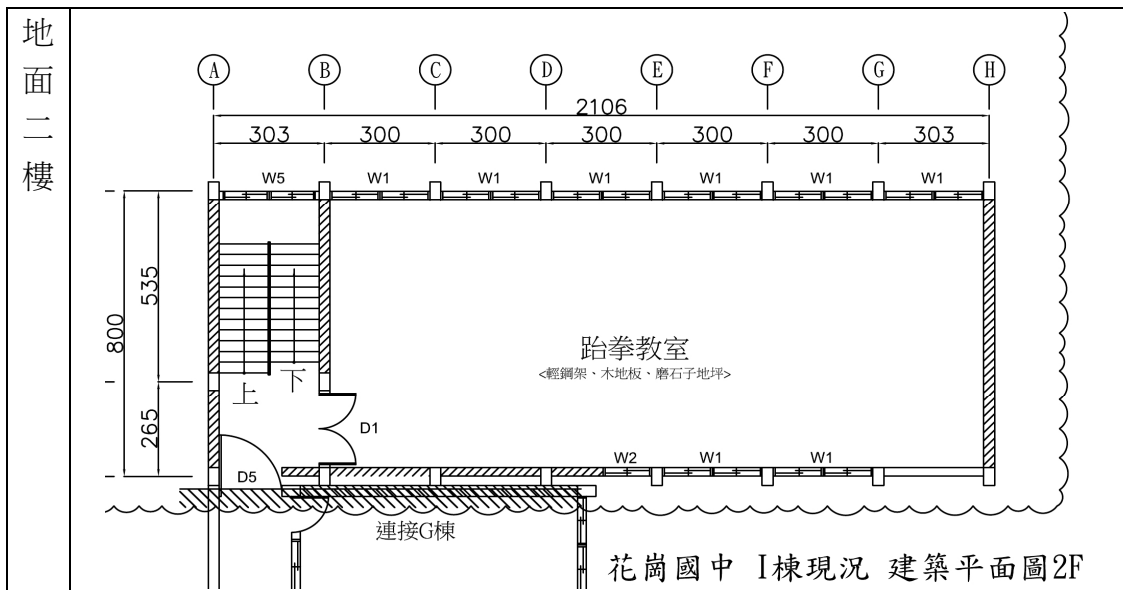 地面二樓
A B C D E F G H
2106
303 300 300 300 300 300 303
W5 W1 W1 W1 W1 W1 W1
800
535
265
跆拳教室
<輕鋼架、木地板、磨石子地坪>
上 下
D1
D5
W2 W1 W1
連接G棟
花崗國中 I棟現況 建築平面圖2F